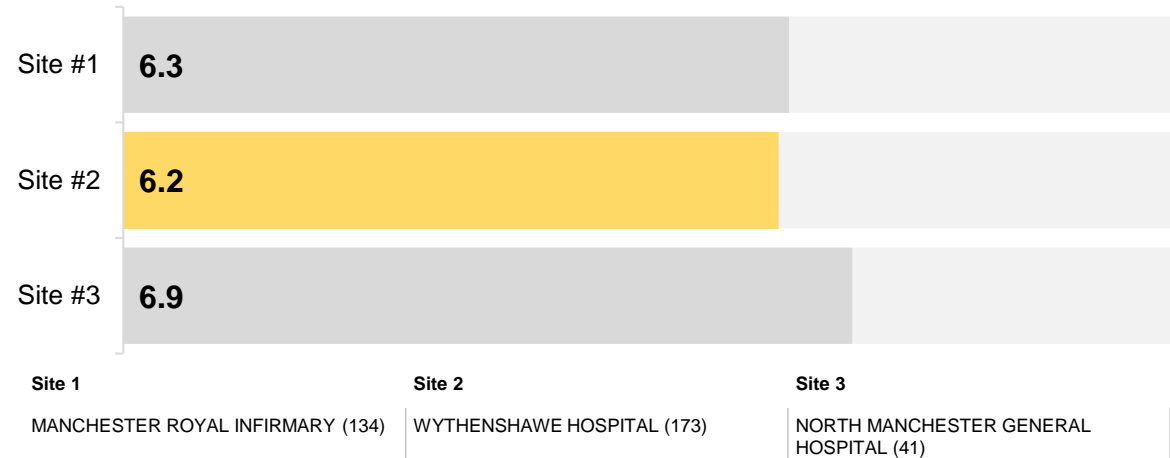 Site #1
6.3
Site #2
6.2
Site #3
6.9
Site 1
Site 2
Site 3
MANCHESTER ROYAL INFIRMARY (134)
WYTHENSHAWE HOSPITAL (173)
NORTH MANCHESTER GENERAL
HOSPITAL (41)